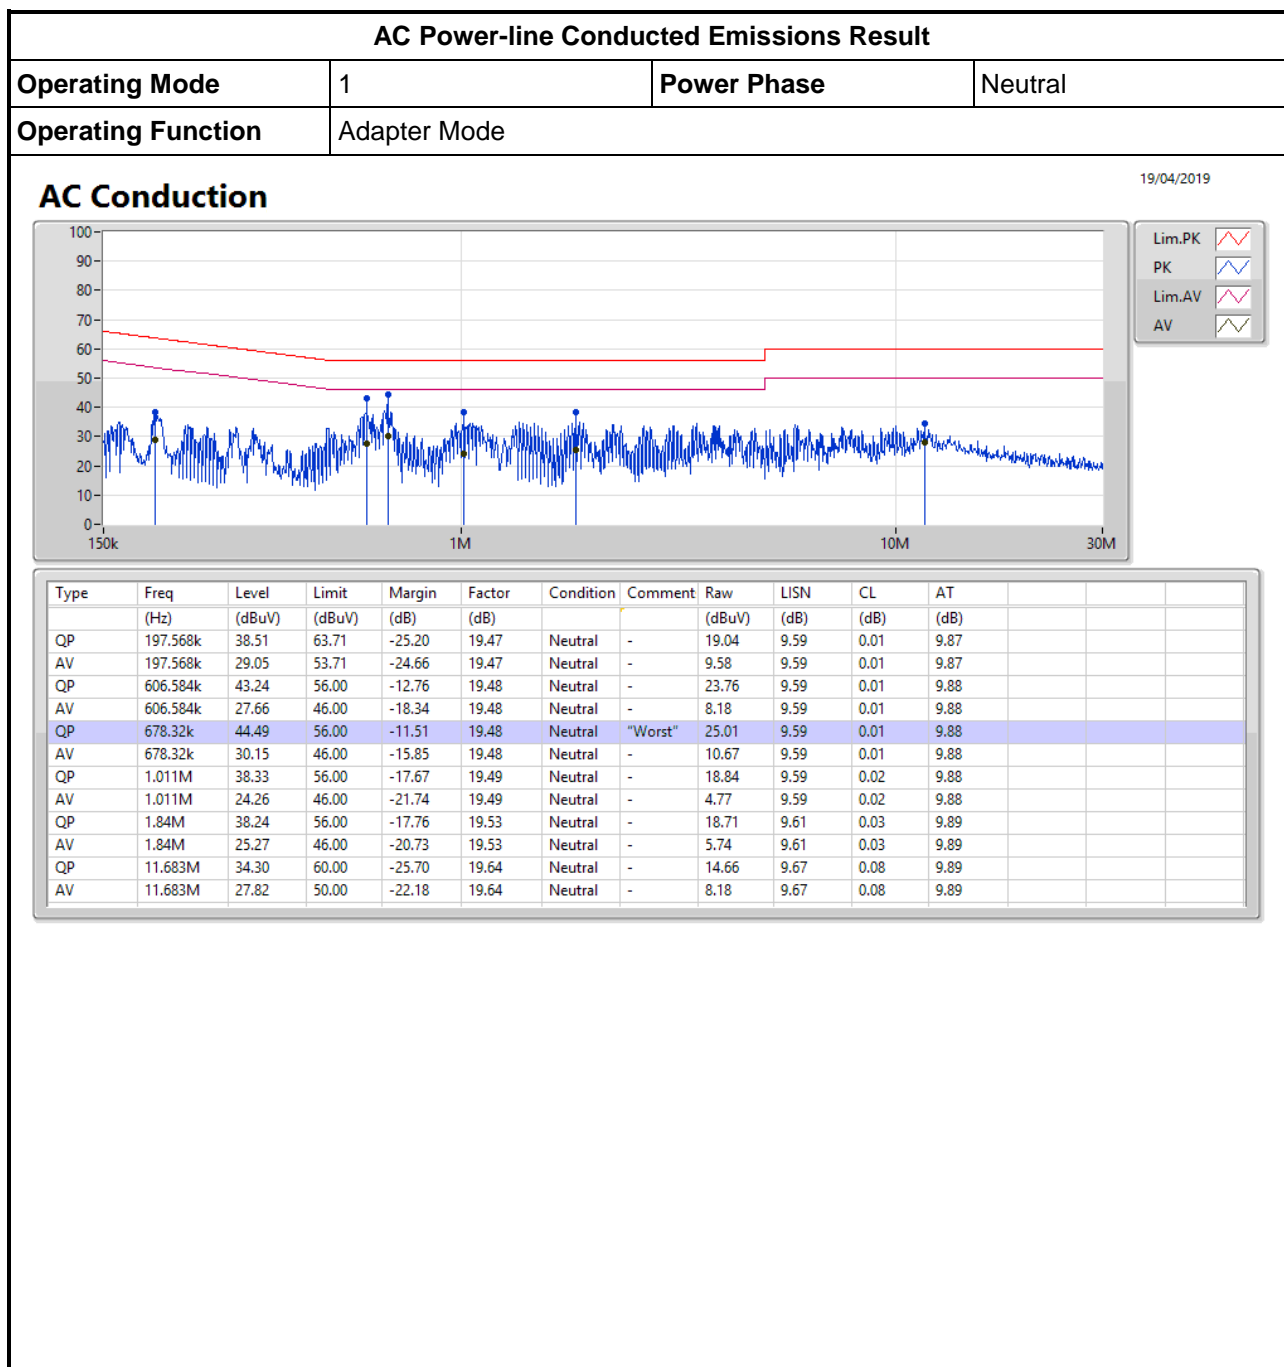 AC Power-line Conducted Emissions Result
Operating Mode 1 Power Phase Neutral
Operating Function Adapter Mode
19/04/2019
AC Conduction
100
90
80
70
60
50
40
30
20
10
0
150k 1M 10M 30M
Lim.PK
PK
Lim.AV
AV
Type Freq Level Limit Margin Factor Condition Comment Raw LISN CL AT
(Hz) (dBuV) (dBuV) (dB) (dB) (dBuV) (dB) (dB) (dB)
QP 197.568k 38.51 63.71 -25.20 19.47 Neutral - 19.04 9.59 0.01 9.87
AV 197.568k 29.05 53.71 -24.66 19.47 Neutral - 9.58 9.59 0.01 9.87
QP 606.584k 43.24 56.00 -12.76 19.48 Neutral - 23.76 9.59 0.01 9.88
AV 606.584k 27.66 46.00 -18.34 19.48 Neutral - 8.18 9.59 0.01 9.88
QP 678.32k 44.49 56.00 -11.51 19.48 Neutral "Worst" 25.01 9.59 0.01 9.88
AV 678.32k 30.15 46.00 -15.85 19.48 Neutral - 10.67 9.59 0.01 9.88
QP 1.011M 38.33 56.00 -17.67 19.49 Neutral - 18.84 9.59 0.02 9.88
AV 1.011M 24.26 46.00 -21.74 19.49 Neutral - 4.77 9.59 0.02 9.88
QP 1.84M 38.24 56.00 -17.76 19.53 Neutral - 18.71 9.61 0.03 9.89
AV 1.84M 25.27 46.00 -20.73 19.53 Neutral - 5.74 9.61 0.03 9.89
QP 11.683M 34.30 60.00 -25.70 19.64 Neutral - 14.66 9.67 0.08 9.89
AV 11.683M 27.82 50.00 -22.18 19.64 Neutral - 8.18 9.67 0.08 9.89